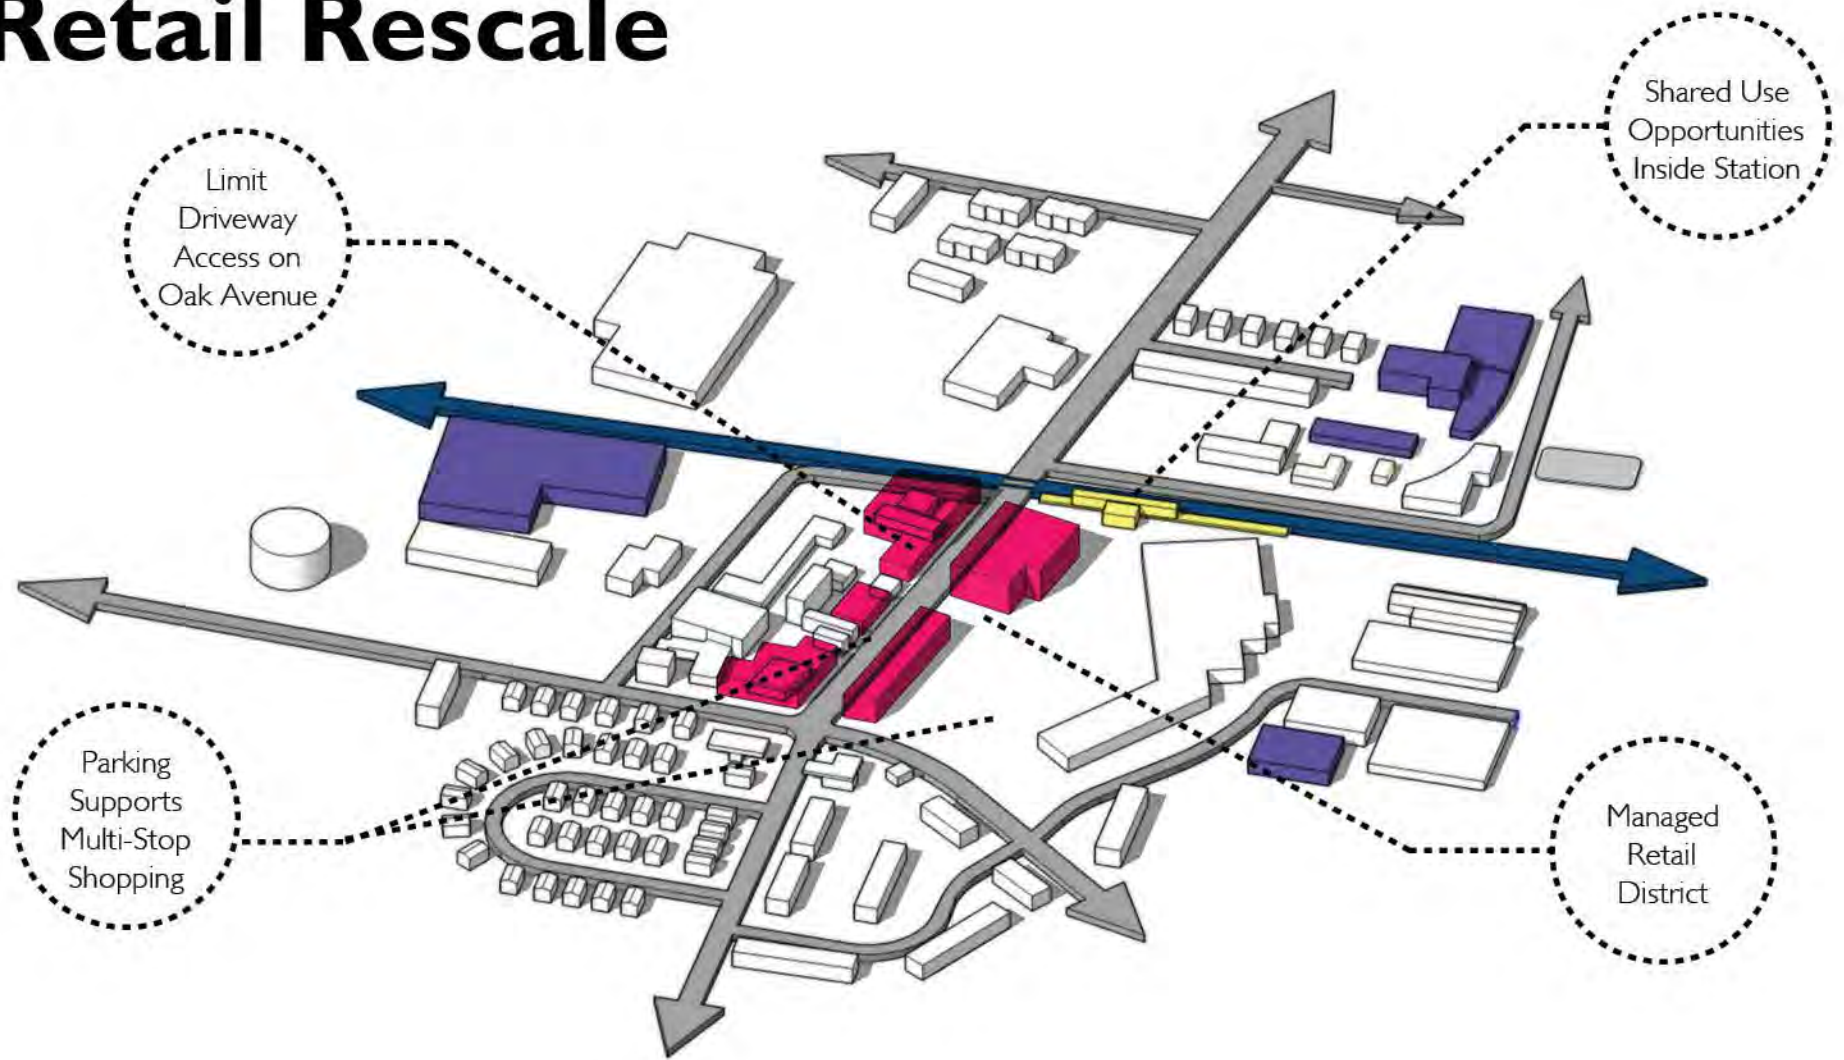 Retail Rescale
Limit
Driveway
Access on
Oak Avenue
Shared Use
Opportunities
Inside Station
Parking
Supports
Multi-Stop
Shopping
Managed
Retail
District